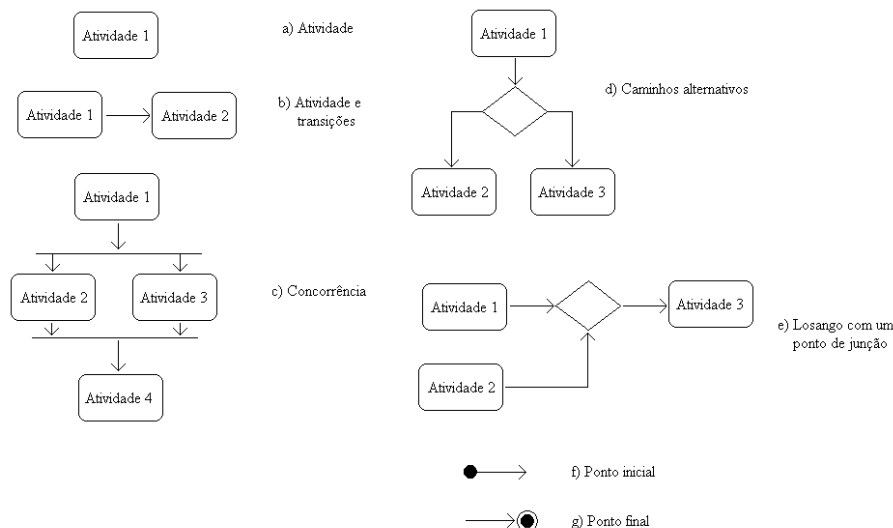 Atividade 1
a) Atividade
Atividade 1
Atividade 2
b) Atividade e
transições
Atividade 1
Atividade 2
Atividade 3
Atividade 4
c) Concorrência
Atividade 1
Atividade 2
Atividade 3
d) Caminhos alternativos
Atividade 1
Atividade 2
Atividade 3
e) Losango com um
ponto de junção
f) Ponto inicial
g) Ponto final